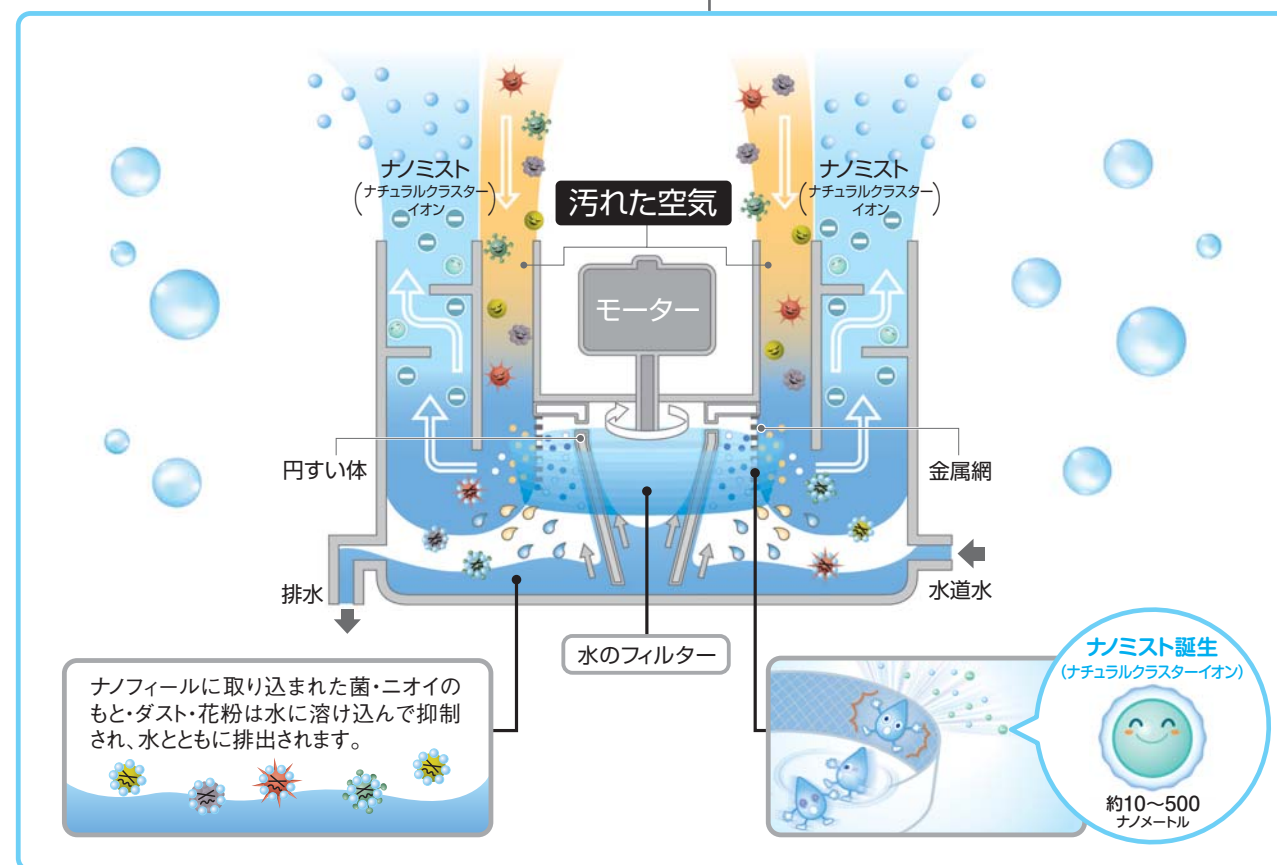 ナノミスト
(ナチュラルクラスター
イオン)
汚れた空気
ナノミスト
(ナチュラルクラスター
イオン)
モーター
円すい体
金属網
排水
水道水
水のフィルター
ナノフィールに取り込まれた菌・ニオイの
もと・ダスト・花粉は水に溶け込んで抑制
され、水とともに排出されます。
ナノミスト誕生
(ナチュラルクラスターイオン)
約10～500
ナノメートル